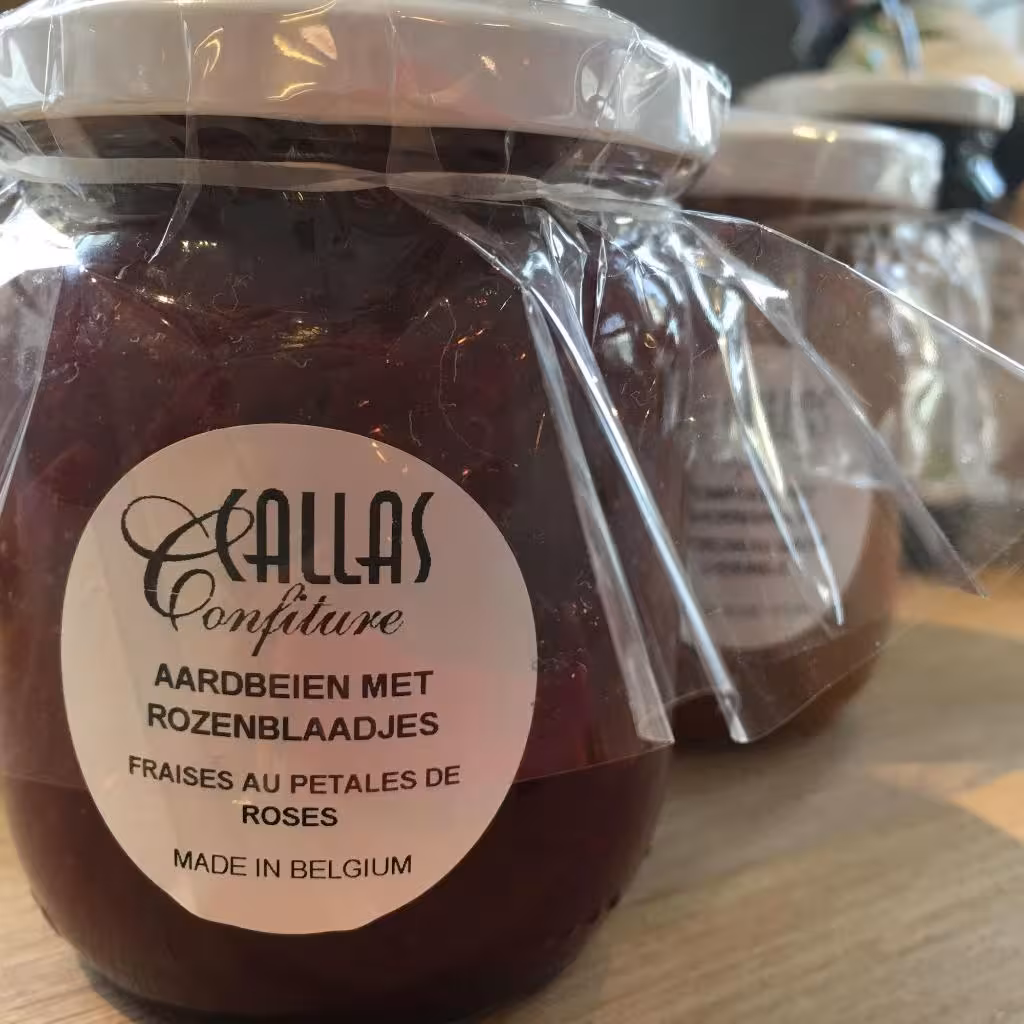 CALLAS
Confiture
AARDBEIEN MET
ROZENBLAADJES
FRAISES AU PETALES DE
ROSES
MADE IN BELGIUM